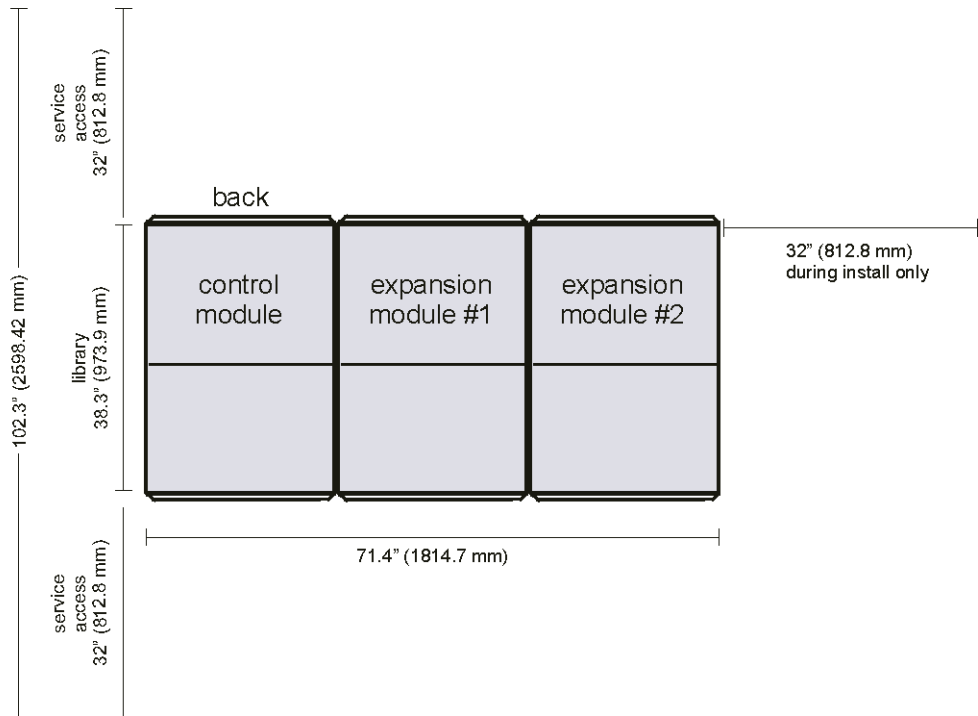 service
access
32” (812.8 mm)
back
32” (812.8 mm)
during install only
control
module
expansion
module #1
expansion
module #2
102.3” (2598.42 mm)
library
38.3” (973.9 mm)
71.4” (1814.7 mm)
service
access
32” (812.8 mm)